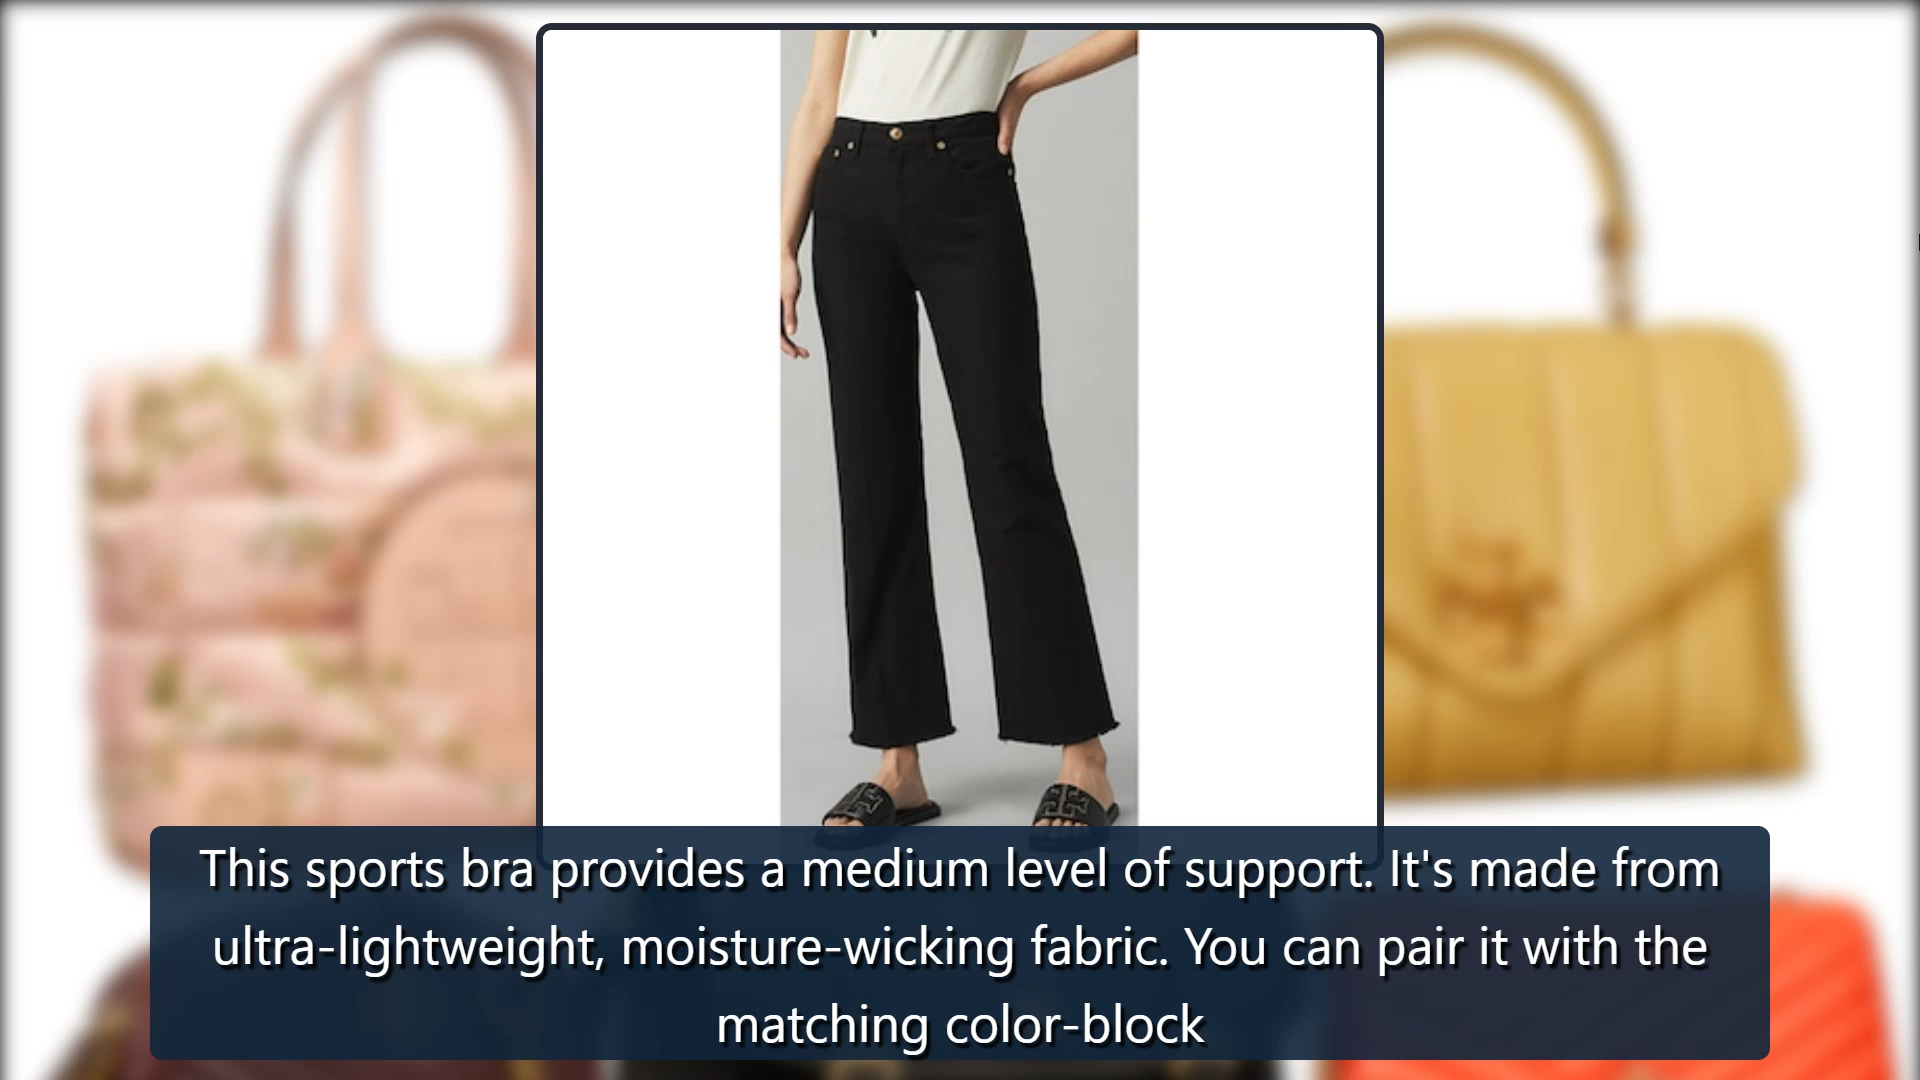 This sports bra provides a medium level of support. It's made from
ultra-lightweight, moisture-wicking fabric. You can pair it with the
matching color-block